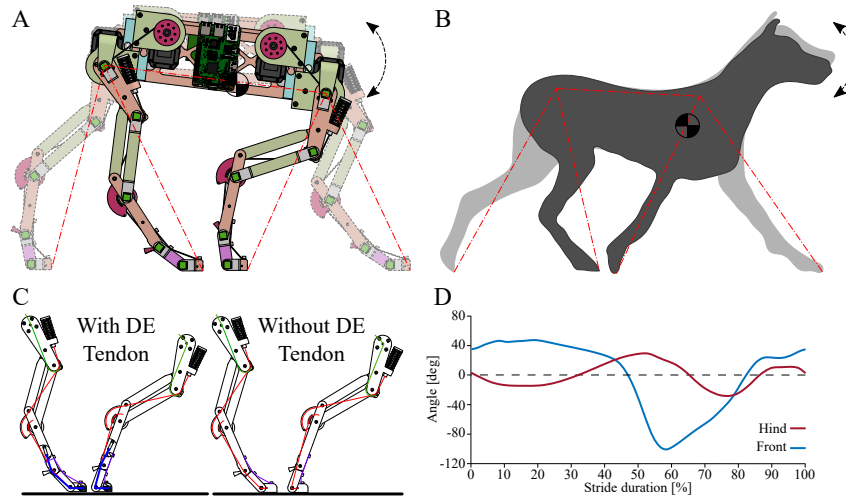 A
B
C
With DE
Tendon
Without DE
Tendon
D
Angle [deg]
80
40
0
-40
-80
-120
Hind
Front
0
10
20
30
40
50
60
70
80
90
100
Stride duration [%]